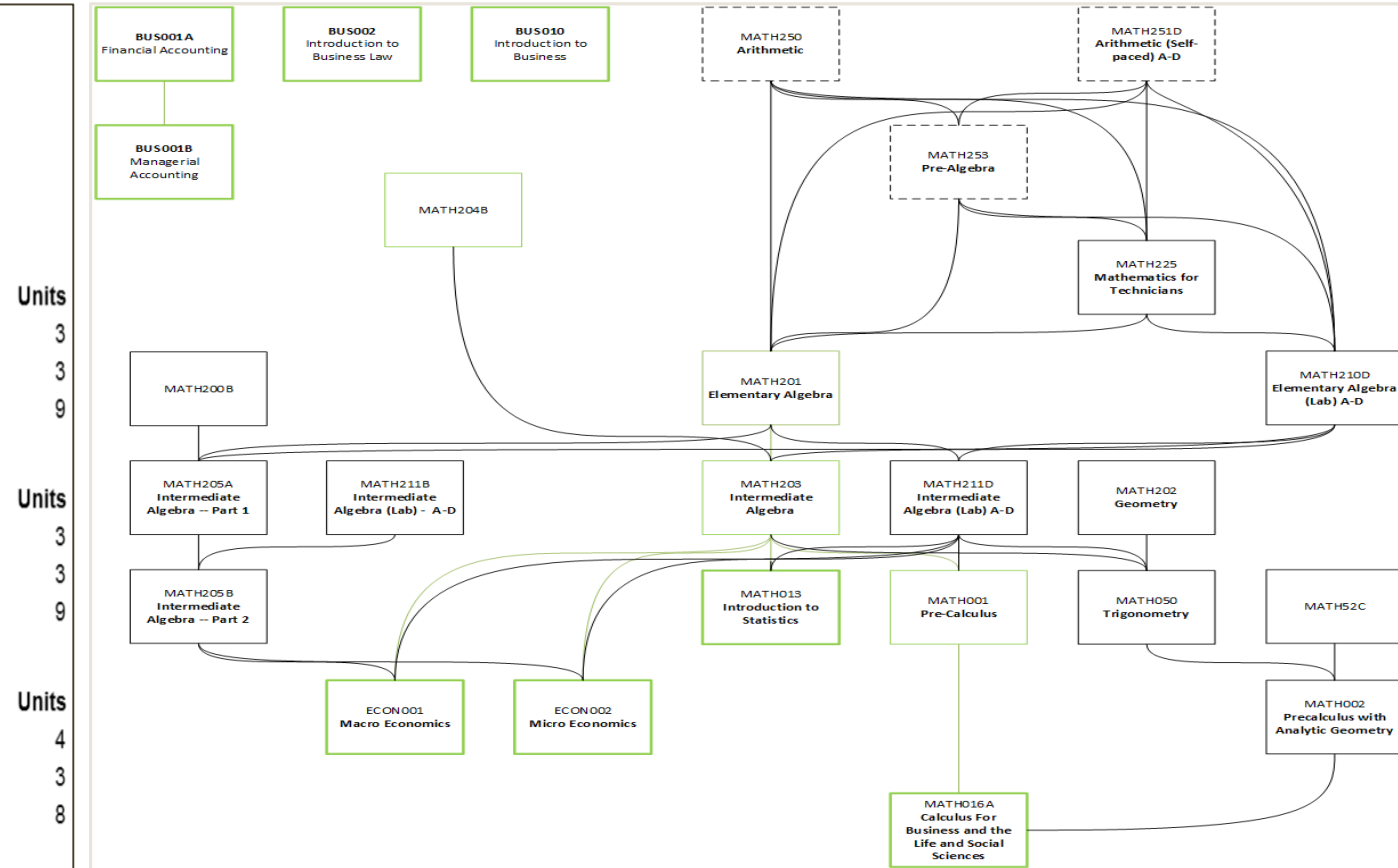 BUS001A
Financial Accounting
BUS002
Introduction to
Business Law
BUS010
Introduction to
Business
MATH250
Arithmetic
MATH251D
Arithmetic (Self-
paced) A-D
BUS001B
Managerial
Accounting
MATH253
Pre-Algebra
MATH204B
MATH225
Mathematics for
Technicians
Units
3
3
9
MATH200B
MATH201
Elementary Algebra
MATH210D
Elementary Algebra
(Lab) A-D
Units
3
3
9
MATH205A
Intermediate
Algebra -- Part 1
MATH211B
Intermediate
Algebra (Lab) - A-D
MATH203
Intermediate
Algebra
MATH211D
Intermediate
Algebra (Lab) A-D
MATH202
Geometry
MATH205B
Intermediate
Algebra -- Part 2
MATH013
Introduction to
Statistics
MATH001
Pre-Calculus
MATH050
Trigonometry
MATH52C
Units
4
3
8
ECON001
Macro Economics
ECON002
Micro Economics
MATH002
Precalculus with
Analytic Geometry
MATH016A
Calculus For
Business and the
Life and Social
Sciences